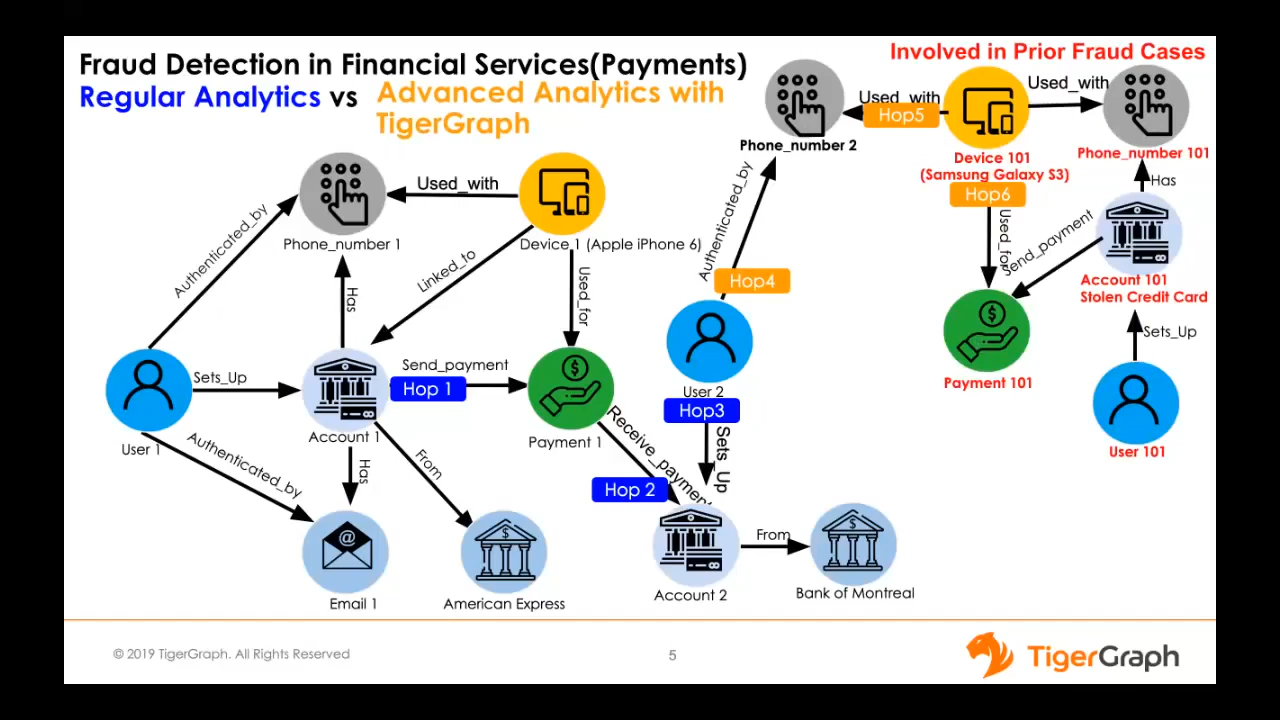 Fraud Detection in Financial Services(Payments)
Regular Analytics vs Advanced Analytics with
TigerGraph
Involved in Prior Fraud Cases
Used_with
Hop5
Used_with
Phone_number 2
Device 101
(Samsung Galaxy S3)
Phone_number 101
Hop6
Has
Used_with
Authenticated_by
Phone_number 1
Device 1 (Apple iPhone 6)
Authenticated_by
Linked_to
Used_for
Has
Hop4
Used_for
Send_payment
Account 101
Stolen Credit Card
Sets_Up
Payment 101
User 101
Sets_Up
Send_payment
Hop 1
User 2
Hop3
Sets_Up
User 1
Account 1
Payment 1
Authenticated_by
Has
From
Receive_payment
Hop 2
From
@
Email 1
American Express
Account 2
Bank of Montreal
© 2019 TigerGraph. All Rights Reserved
5
TigerGraph